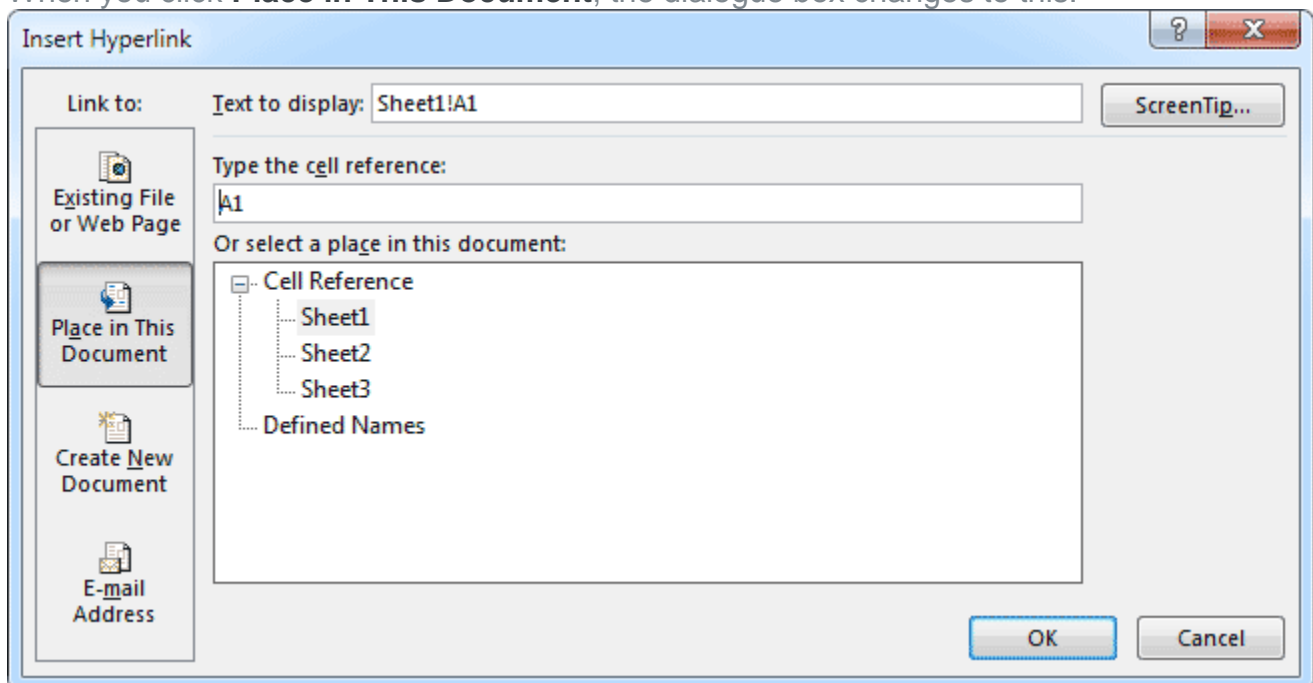 When you click Place in This Document, the dialogue box changes to this:
Insert Hyperlink
Link to:
Text to display: Sheet1!A1
ScreenTip...
Existing File
or Web Page
Place in This
Document
Create New
Document
E-mail
Address
Type the cell reference:
A1
Or select a place in this document:
Cell Reference
Sheet1
Sheet2
Sheet3
Defined Names
OK
Cancel